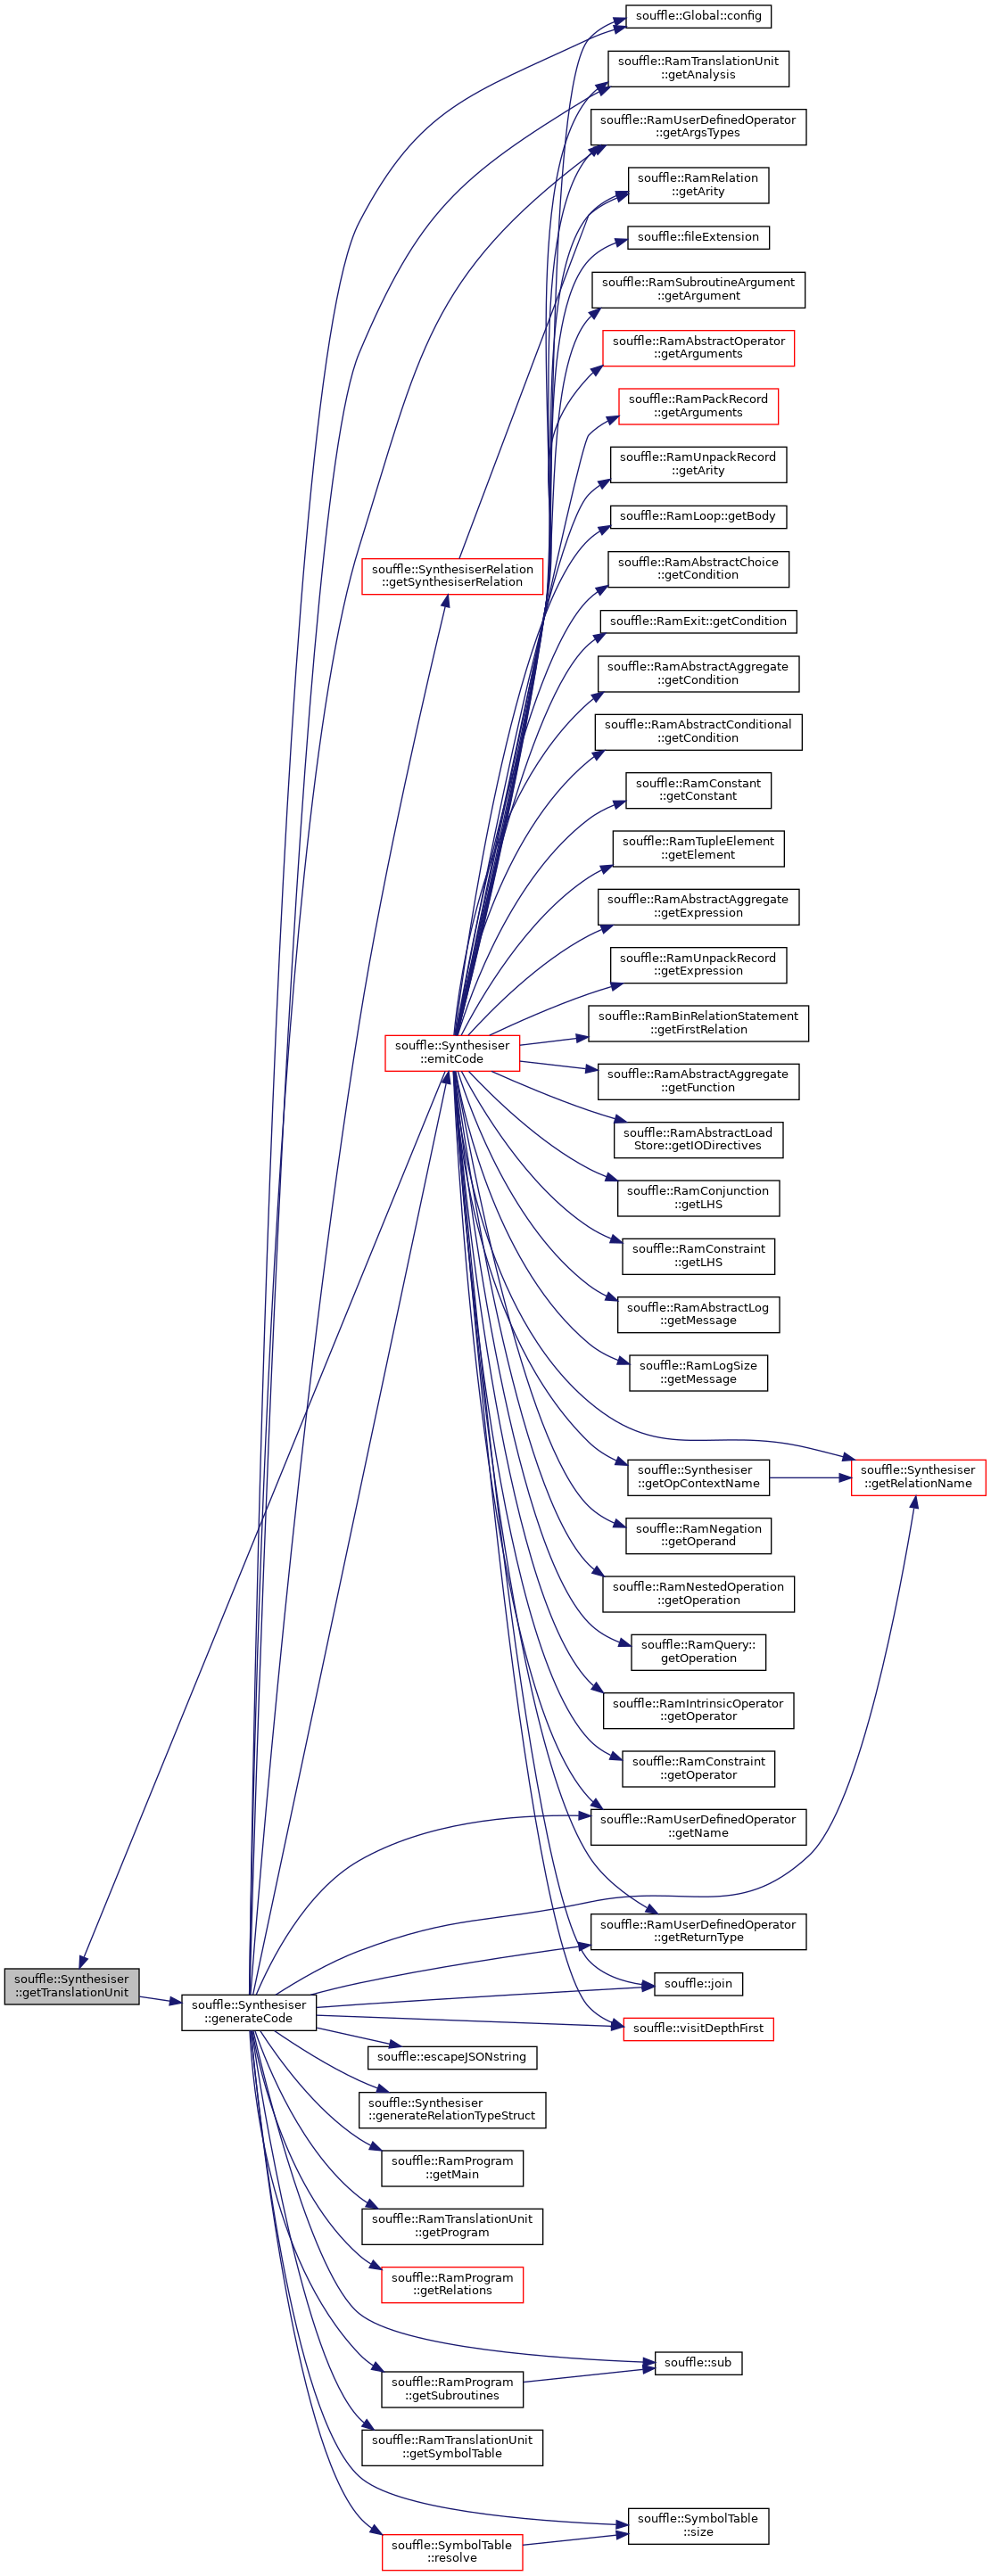 souffle::Global::config
souffle::RamTranslationUnit
::getAnalysis
souffle::RamUserDefinedOperator
::getArgsTypes
souffle::RamRelation
::getArity
souffle::fileExtension
souffle::RamSubroutineArgument
::getArgument
souffle::RamAbstractOperator
::getArguments
souffle::RamPackRecord
::getArguments
souffle::RamUnpackRecord
::getArity
souffle::RamLoop::getBody
souffle::SynthesiserRelation
::getSynthesiserRelation
souffle::RamAbstractChoice
::getCondition
souffle::RamExit::getCondition
souffle::RamAbstractAggregate
::getCondition
souffle::RamAbstractConditional
::getCondition
souffle::RamConstant
::getConstant
souffle::RamTupleElement
::getElement
souffle::RamAbstractAggregate
::getExpression
souffle::RamUnpackRecord
::getExpression
souffle::RamBinRelationStatement
::getFirstRelation
souffle::Synthesiser
::emitCode
souffle::RamAbstractAggregate
::getFunction
souffle::RamAbstractLoad
Store::getIODirectives
souffle::RamConjunction
::getLHS
souffle::RamConstraint
::getLHS
souffle::RamAbstractLog
::getMessage
souffle::RamLogSize
::getMessage
souffle::Synthesiser
::getOpContextName
souffle::Synthesiser
::getRelationName
souffle::RamNegation
::getOperand
souffle::RamNestedOperation
::getOperation
souffle::RamQuery::
getOperation
souffle::RamIntrinsicOperator
::getOperator
souffle::RamConstraint
::getOperator
souffle::RamUserDefinedOperator
::getName
souffle::RamUserDefinedOperator
::getReturnType
souffle::join
souffle::Synthesiser
::getTranslationUnit
souffle::Synthesiser
::generateCode
souffle::visitDepthFirst
souffle::escapeJSONstring
souffle::Synthesiser
::generateRelationTypeStruct
souffle::RamProgram
::getMain
souffle::RamTranslationUnit
::getProgram
souffle::RamProgram
::getRelations
souffle::sub
souffle::RamProgram
::getSubroutines
souffle::RamTranslationUnit
::getSymbolTable
souffle::SymbolTable
::size
souffle::SymbolTable
::resolve